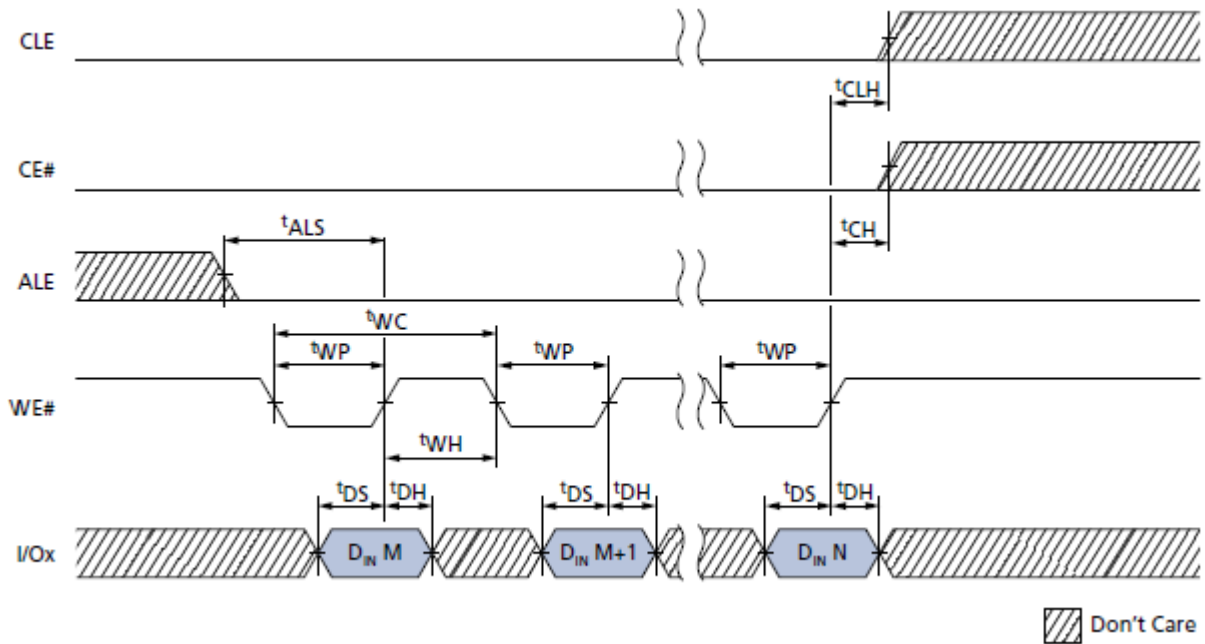 CLE
tCLH
CE#
tCH
tALS
ALE
tWC
tWP tWP tWP
WE#
tWH
tDS tDH tDS tDH tDS tDH
I/Ox DIN M DIN M+1 DIN N
Don't Care